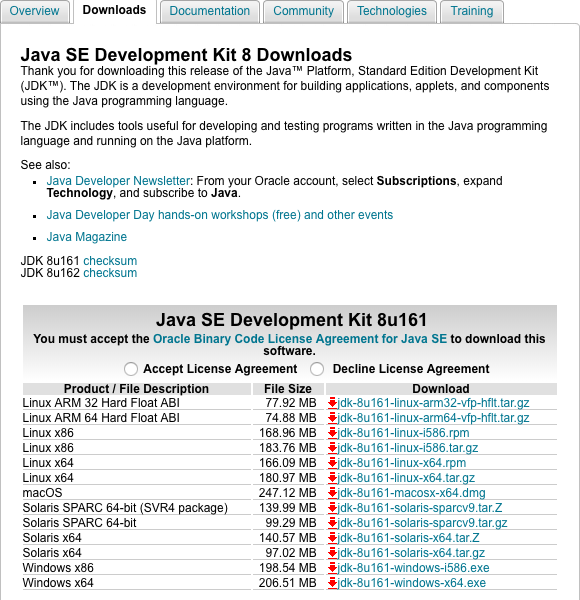 Overview Downloads Documentation Community Technologies Training
Java SE Development Kit 8 Downloads
Thank you for downloading this release of the Java™ Platform, Standard Edition Development Kit
(JDK™). The JDK is a development environment for building applications, applets, and components
using the Java programming language.
The JDK includes tools useful for developing and testing programs written in the Java programming
language and running on the Java platform.
See also:
Java Developer Newsletter: From your Oracle account, select Subscriptions, expand
Technology, and subscribe to Java.
Java Developer Day hands-on workshops (free) and other events
Java Magazine
JDK 8u161 checksum
JDK 8u162 checksum
Java SE Development Kit 8u161
You must accept the Oracle Binary Code License Agreement for Java SE to download this
software.
Accept License Agreement Decline License Agreement
Product / File Description File Size Download
Linux ARM 32 Hard Float ABI 77.92 MB jdk-8u161-linux-arm32-vfp-hflt.tar.gz
Linux ARM 64 Hard Float ABI 74.88 MB jdk-8u161-linux-arm64-vfp-hflt.tar.gz
Linux x86 168.96 MB jdk-8u161-linux-i586.rpm
Linux x86 183.76 MB jdk-8u161-linux-i586.tar.gz
Linux x64 166.09 MB jdk-8u161-linux-x64.rpm
Linux x64 180.97 MB jdk-8u161-linux-x64.tar.gz
macOS 247.12 MB jdk-8u161-macosx-x64.dmg
Solaris SPARC 64-bit (SVR4 package) 139.99 MB jdk-8u161-solaris-sparcv9.tar.Z
Solaris SPARC 64-bit 99.29 MB jdk-8u161-solaris-sparcv9.tar.gz
Solaris x64 140.57 MB jdk-8u161-solaris-x64.tar.Z
Solaris x64 97.02 MB jdk-8u161-solaris-x64.tar.gz
Windows x86 198.54 MB jdk-8u161-windows-i586.exe
Windows x64 206.51 MB jdk-8u161-windows-x64.exe